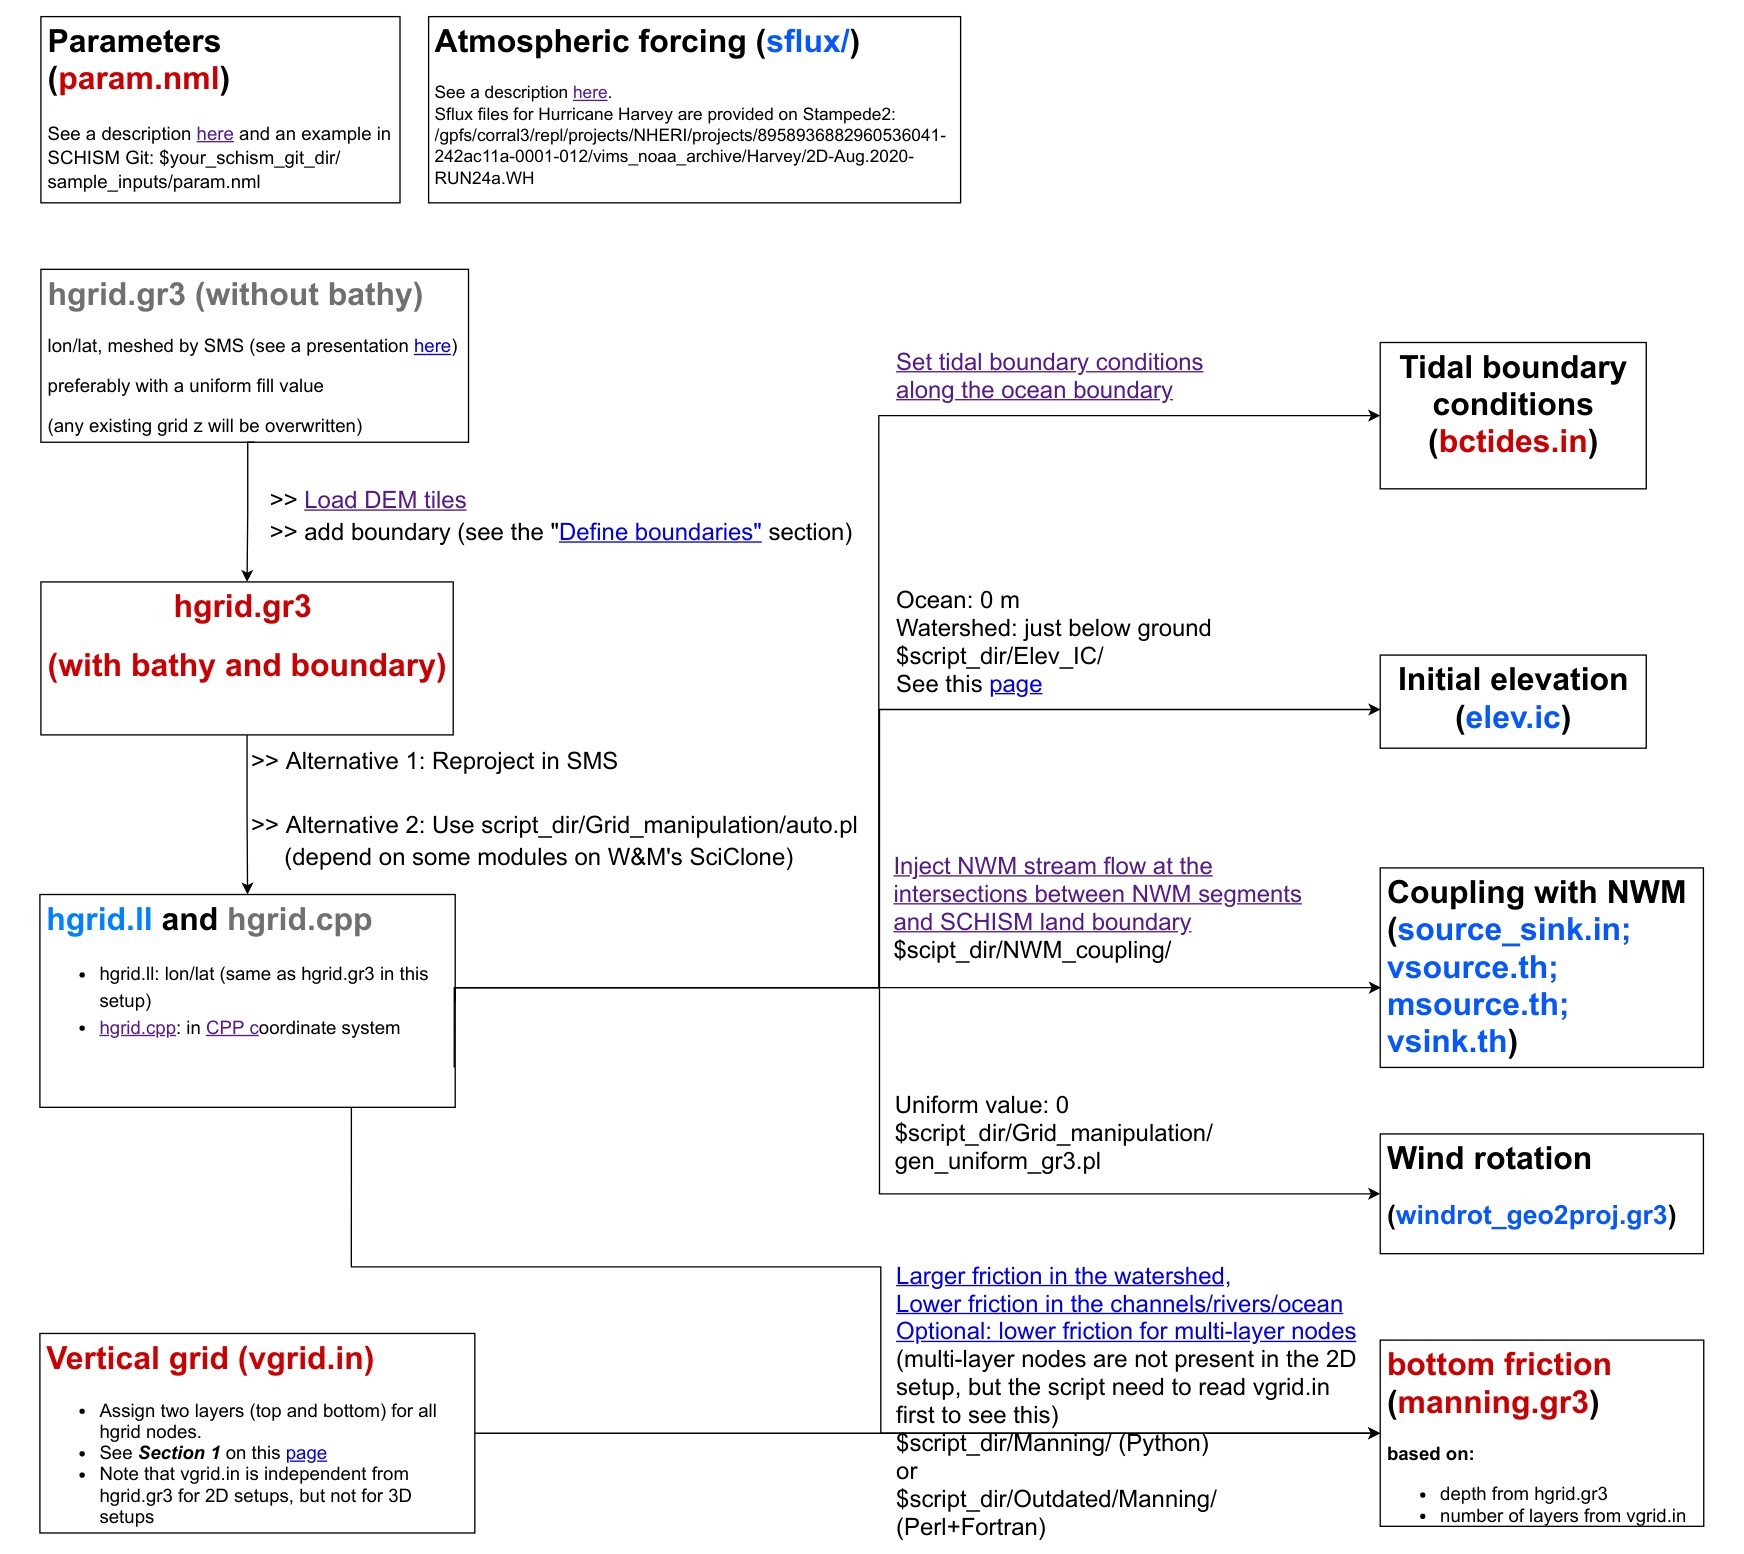 Parameters
(param.nml)
See a description here and an example in
SCHISM Git: $your_schism_git_dir/
sample_inputs/param.nml
Atmospheric forcing (sflux/)
See a description here.
Sflux files for Hurricane Harvey are provided on Stampede2:
/gpfs/corral3/repl/projects/NHERI/projects/8958936882960536041-
242ac11a-0001-012/vims_noaa_archive/Harvey/2D-Aug.2020-
RUN24a.WH
hgrid.gr3 (without bathy)
lon/lat, meshed by SMS (see a presentation here)
preferably with a uniform fill value
(any existing grid z will be overwritten)
>> Load DEM tiles
>> add boundary (see the "Define boundaries" section)
hgrid.gr3
(with bathy and boundary)
>> Alternative 1: Reproject in SMS
>> Alternative 2: Use script_dir/Grid_manipulation/auto.pl
(depend on some modules on W&M's SciClone)
hgrid.ll and hgrid.cpp
• hgrid.ll: lon/lat (same as hgrid.gr3 in this
setup)
• hgrid.cpp: in CPP coordinate system
Vertical grid (vgrid.in)
• Assign two layers (top and bottom) for all
hgrid nodes.
• See Section 1 on this page
• Note that vgrid.in is independent from
hgrid.gr3 for 2D setups, but not for 3D
setups
Set tidal boundary conditions
along the ocean boundary
Tidal boundary
conditions
(bctides.in)
Ocean: 0 m
Watershed: just below ground
$script_dir/Elev_IC/
See this page
Initial elevation
(elev.ic)
Inject NWM stream flow at the
intersections between NWM segments
and SCHISM land boundary
$scipt_dir/NWM_coupling/
Coupling with NWM
(source_sink.in;
vsource.th;
msource.th;
vsink.th)
Uniform value: 0
$script_dir/Grid_manipulation/
gen_uniform_gr3.pl
Wind rotation
(windrot_geo2proj.gr3)
Larger friction in the watershed,
Lower friction in the channels/rivers/ocean
Optional: lower friction for multi-layer nodes
(multi-layer nodes are not present in the 2D
setup, but the script need to read vgrid.in
first to see this)
$script_dir/Manning/ (Python)
or
$script_dir/Outdated/Manning/
(Perl+Fortran)
bottom friction
(manning.gr3)
based on:
• depth from hgrid.gr3
• number of layers from vgrid.in